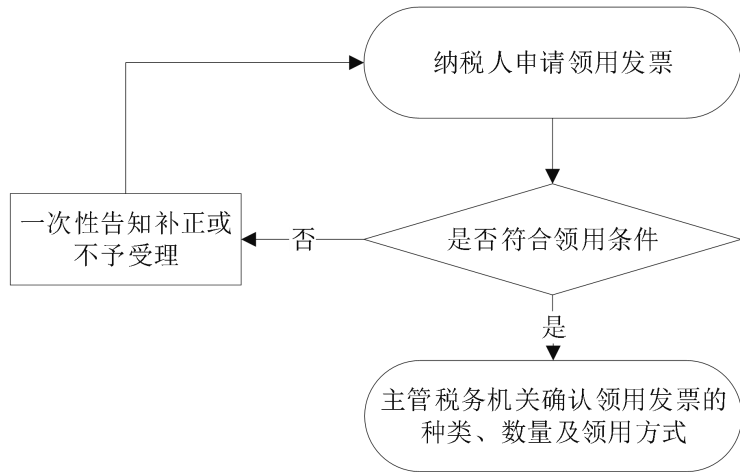 纳税人申请领用发票
一次性告知补正或
不予受理
否
是否符合领用条件
是
主管税务机关确认领用发票的
种类、数量及领用方式